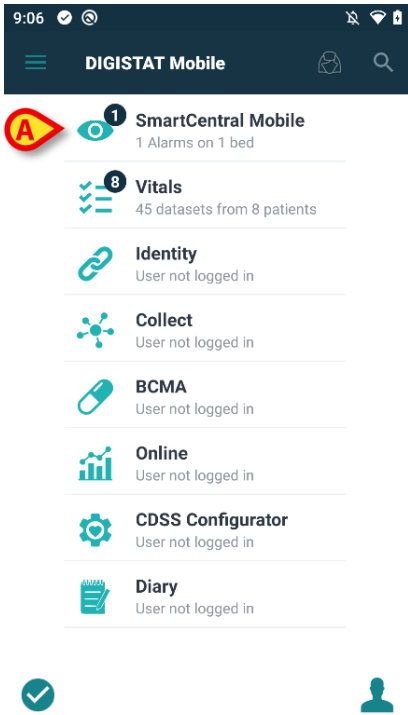 9:06
DIGISTAT Mobile
A
1
SmartCentral Mobile
1 Alarms on 1 bed
8
Vitals
45 datasets from 8 patients
Identity
User not logged in
Collect
User not logged in
BCMA
User not logged in
Online
User not logged in
CDSS Configurator
User not logged in
Diary
User not logged in